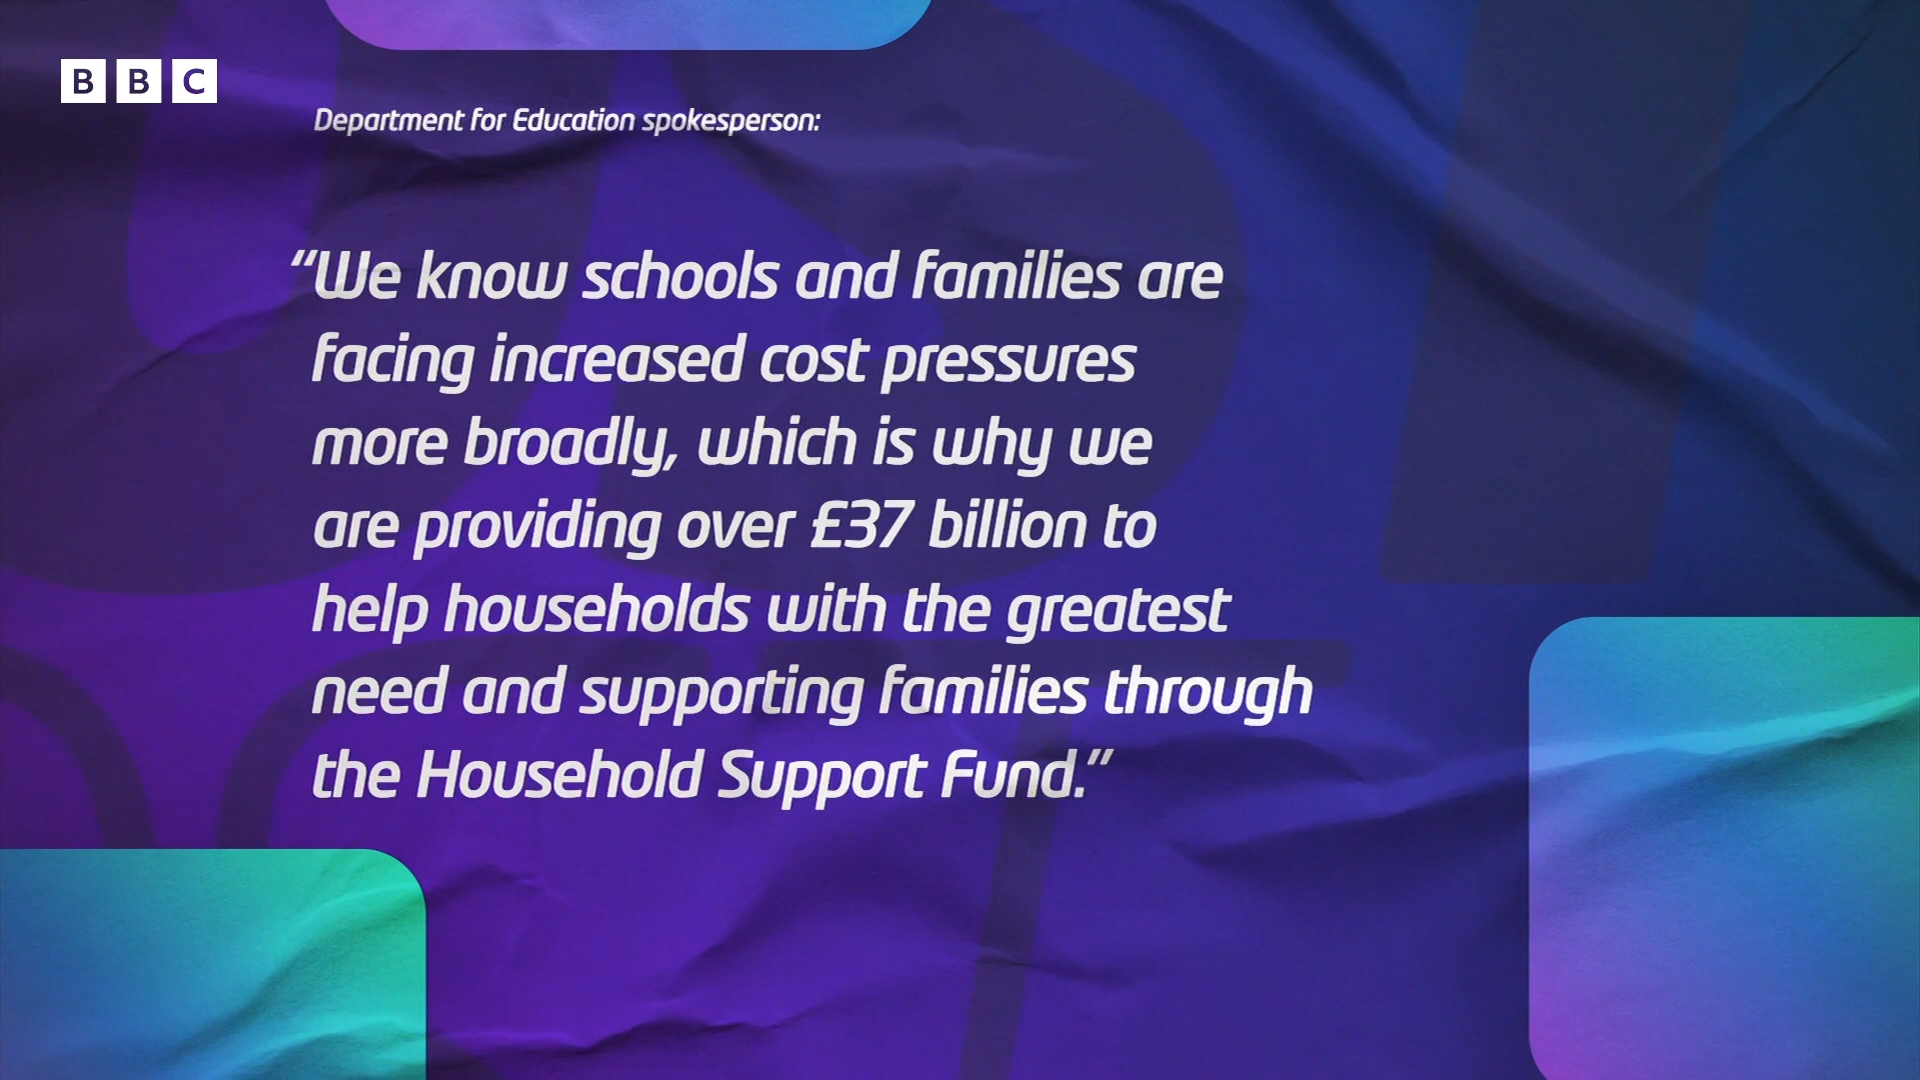 BBC
Department for Education spokesperson:
“We know schools and families are
facing increased cost pressures
more broadly, which is why we
are providing over £37 billion to
help households with the greatest
need and supporting families through
the Household Support Fund.”